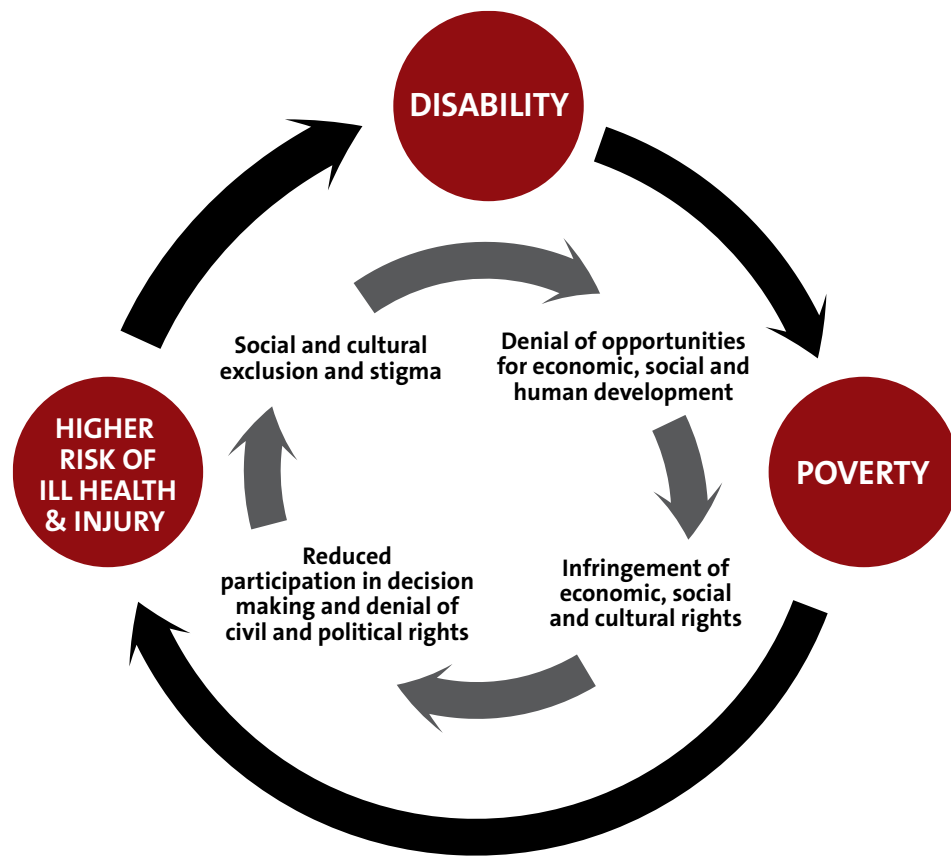 DISABILITY
Social and cultural
exclusion and stigma
Denial of opportunities
for economic, social and
human development
HIGHER
RISK OF
ILL HEALTH
& INJURY
POVERTY
Reduced
participation in decision
making and denial of
civil and political rights
Infringement of
economic, social
and cultural rights